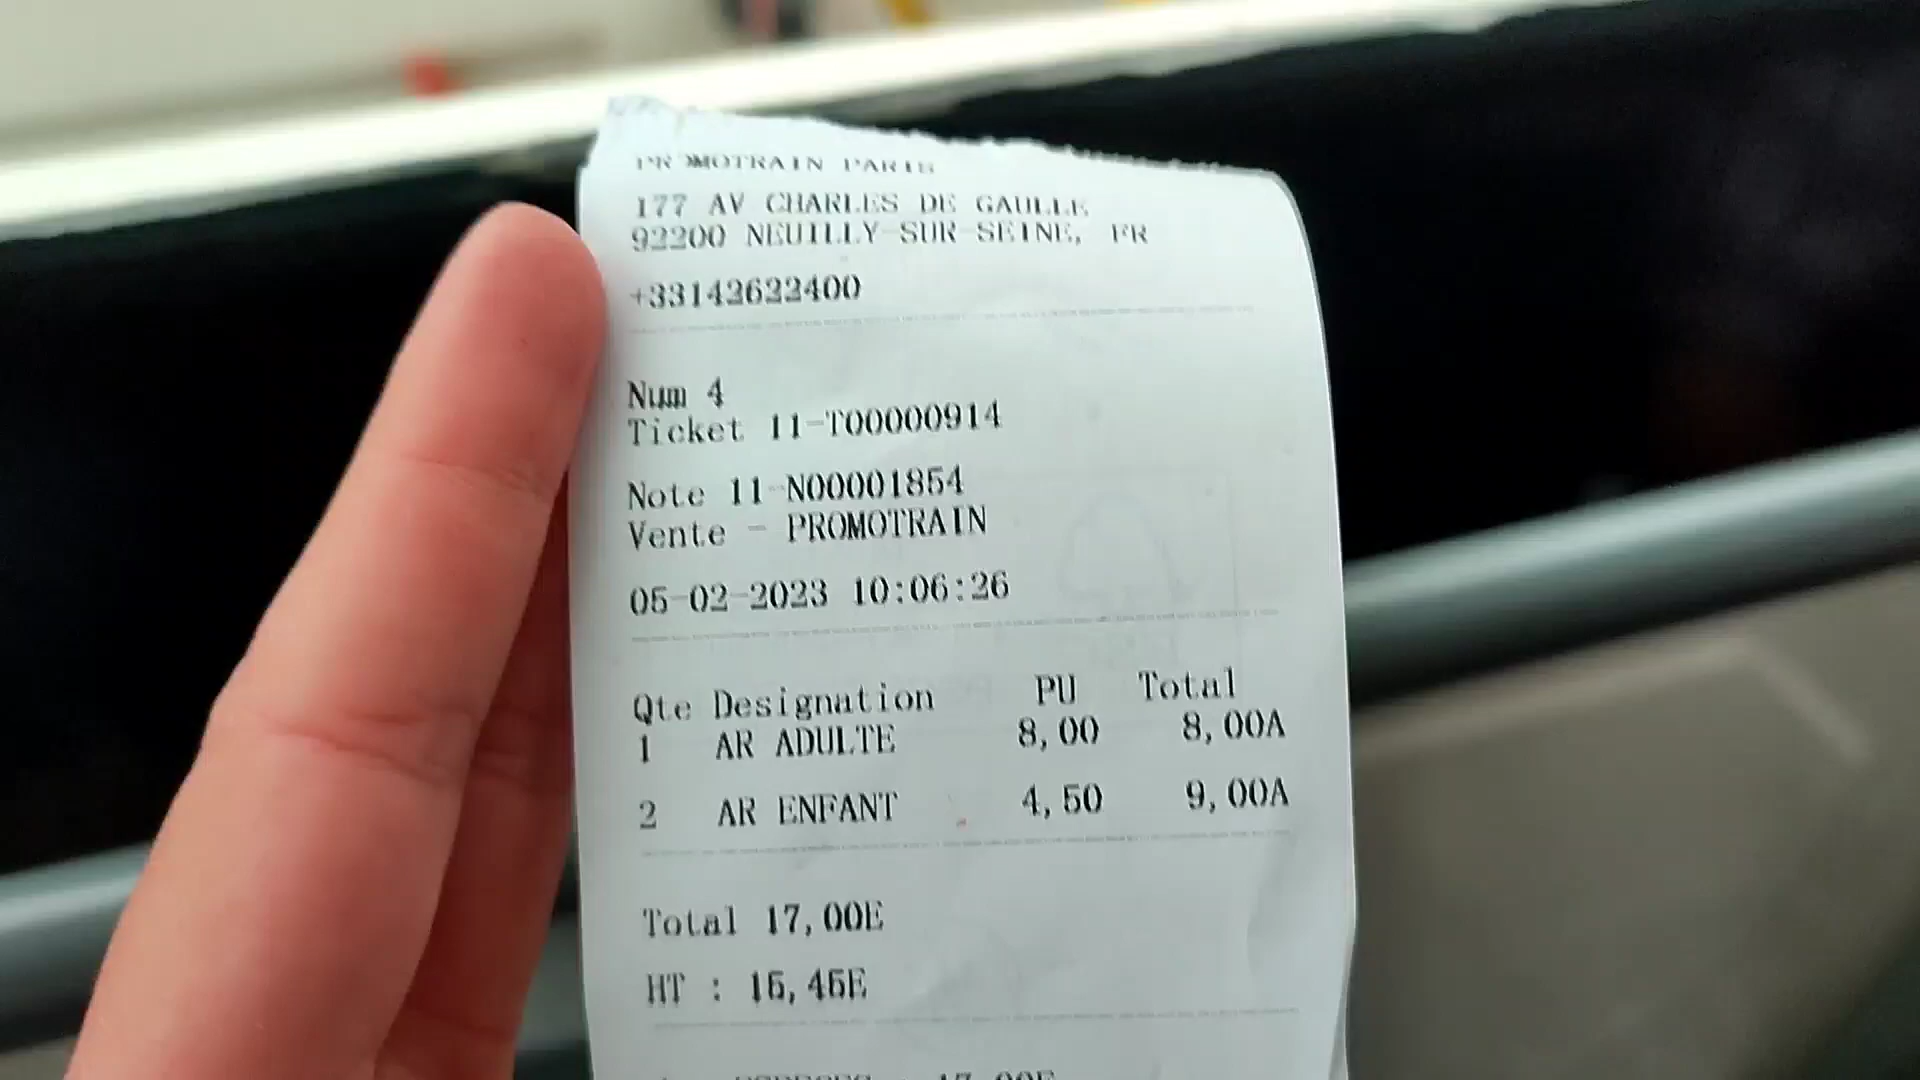 PROMOTRAIN PARIS
177 AV CHARLES DE GAULLE
92200 NEUILLY-SUR-SEINE, FR
+33142622400
Num 4
Ticket 11-T00000914
Note 11-N00001854
Vente - PROMOTRAIN
05-02-2023 10:06:26
Qte Designation PU Total
1 AR ADULTE 8,00 8,00A
2 AR ENFANT 4,50 9,00A
Total 17,00E
HT : 15,45E
17,00E